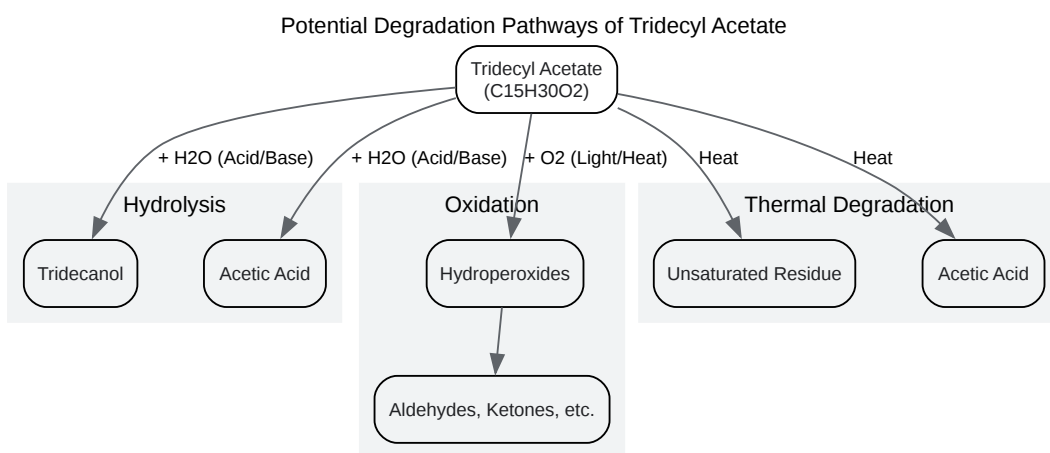 Potential Degradation Pathways of Tridecyl Acetate
Tridecyl Acetate
(C15H30O2)
+ H2O (Acid/Base)
+ H2O (Acid/Base)
+ O2 (Light/Heat)
Heat
Heat
Hydrolysis
Oxidation
Thermal Degradation
Tridecanol
Acetic Acid
Hydroperoxides
Unsaturated Residue
Acetic Acid
Aldehydes, Ketones, etc.